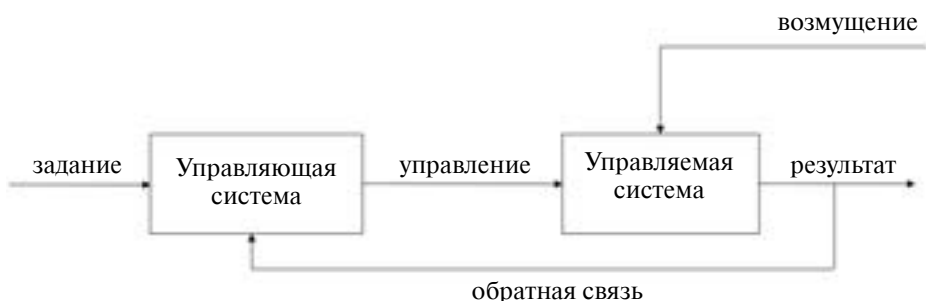 возмущение
задание
Управляющая
система
управление
Управляемая
система
результат
обратная связь